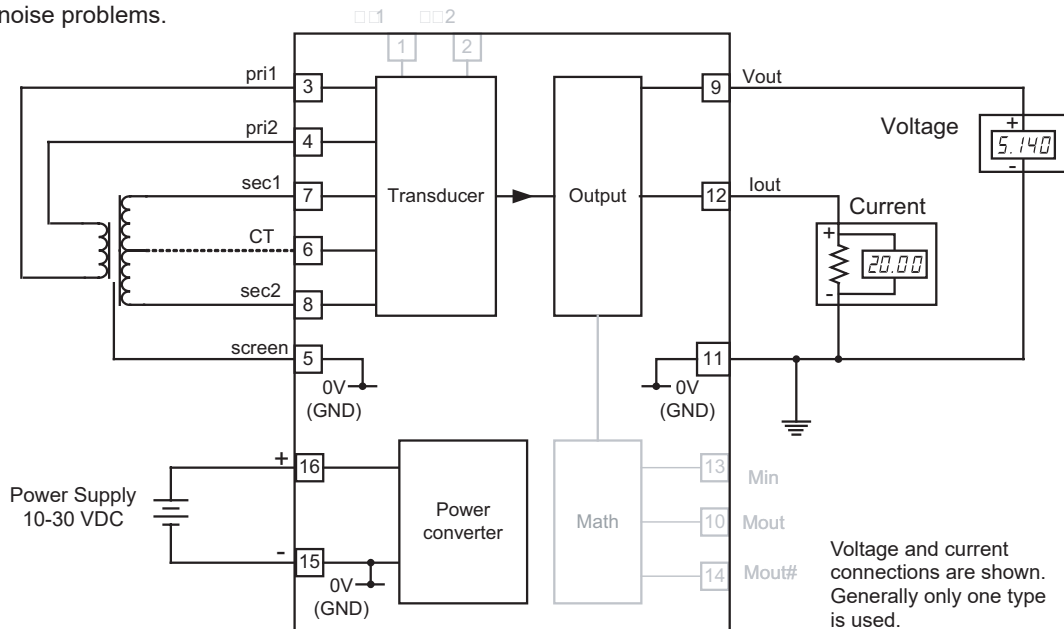 noise problems.
1 2
1 2
pri1
3
pri2
4
sec1
7
CT
6
sec2
8
screen
5
0V
(GND)
Transducer
Output
9
Vout
Voltage
+
5.140
-
12
Iout
Current
+
20.00
-
11
0V
(GND)
Power Supply
10-30 VDC
+
16
-
15
0V
(GND)
Power
converter
Math
13
Min
10
Mout
14
Mout#
Voltage and current
connections are shown.
Generally only one type
is used.